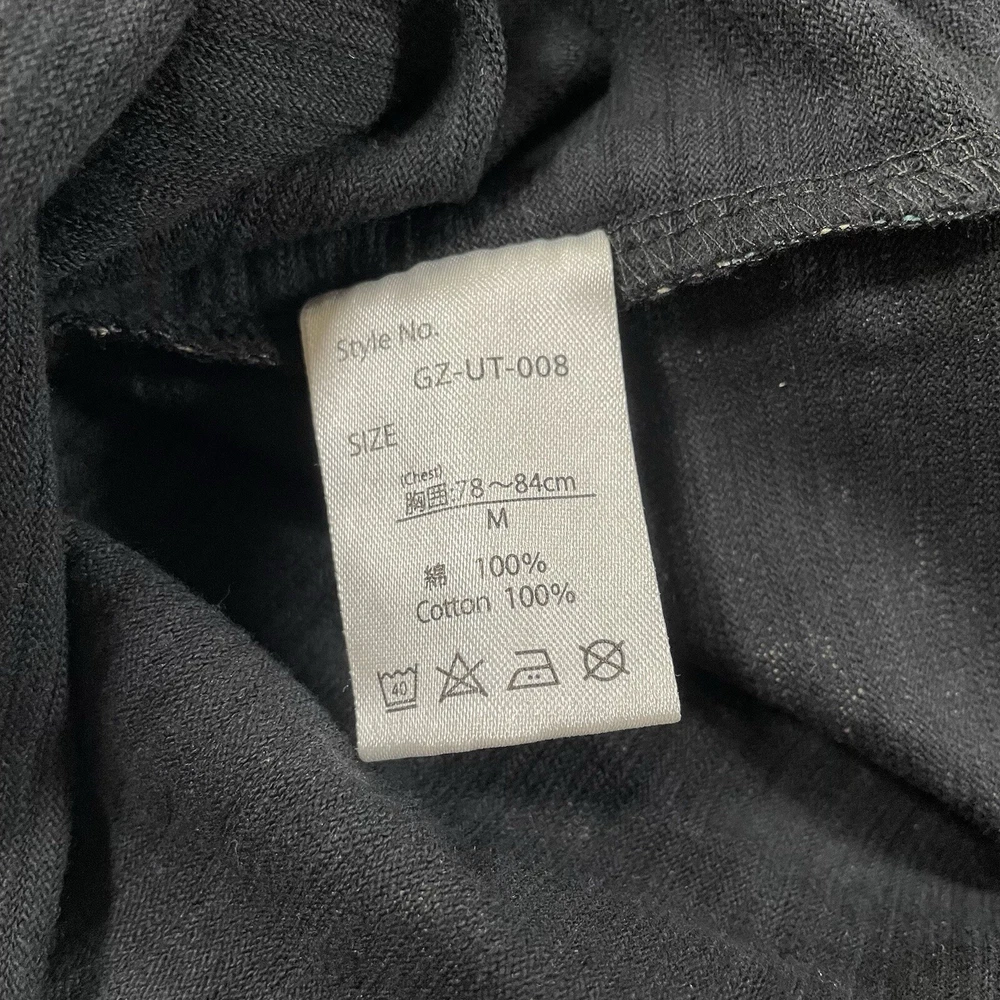 Style No.
GZ-UT-008
SIZE
(Chest)
胸囲:78～84cm
M
綿 100%
Cotton 100%
40